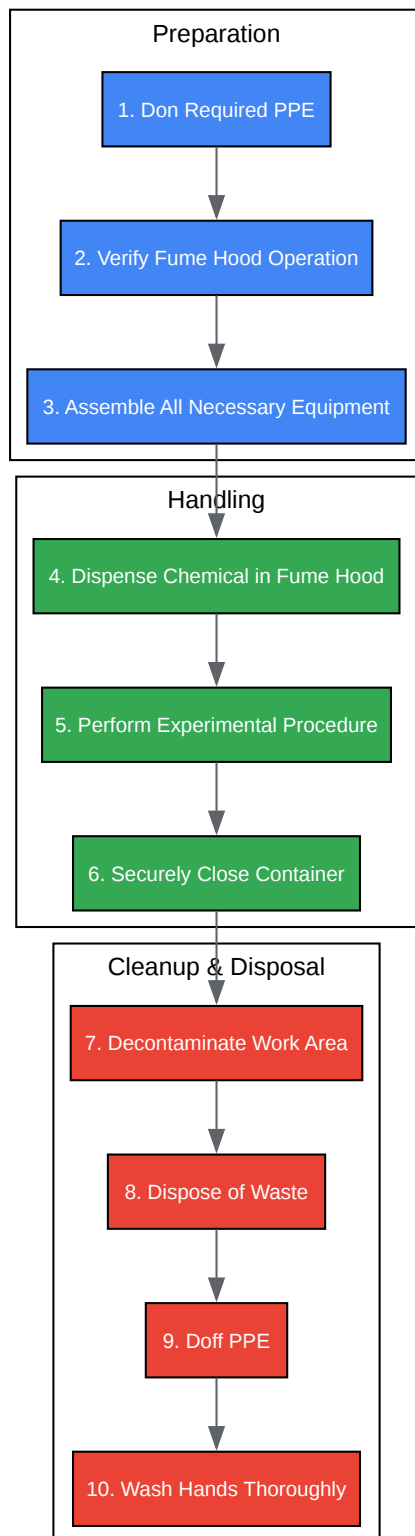 Preparation
1. Don Required PPE
2. Verify Fume Hood Operation
3. Assemble All Necessary Equipment
Handling
4. Dispense Chemical in Fume Hood
5. Perform Experimental Procedure
6. Securely Close Container
Cleanup & Disposal
7. Decontaminate Work Area
8. Dispose of Waste
9. Doff PPE
10. Wash Hands Thoroughly